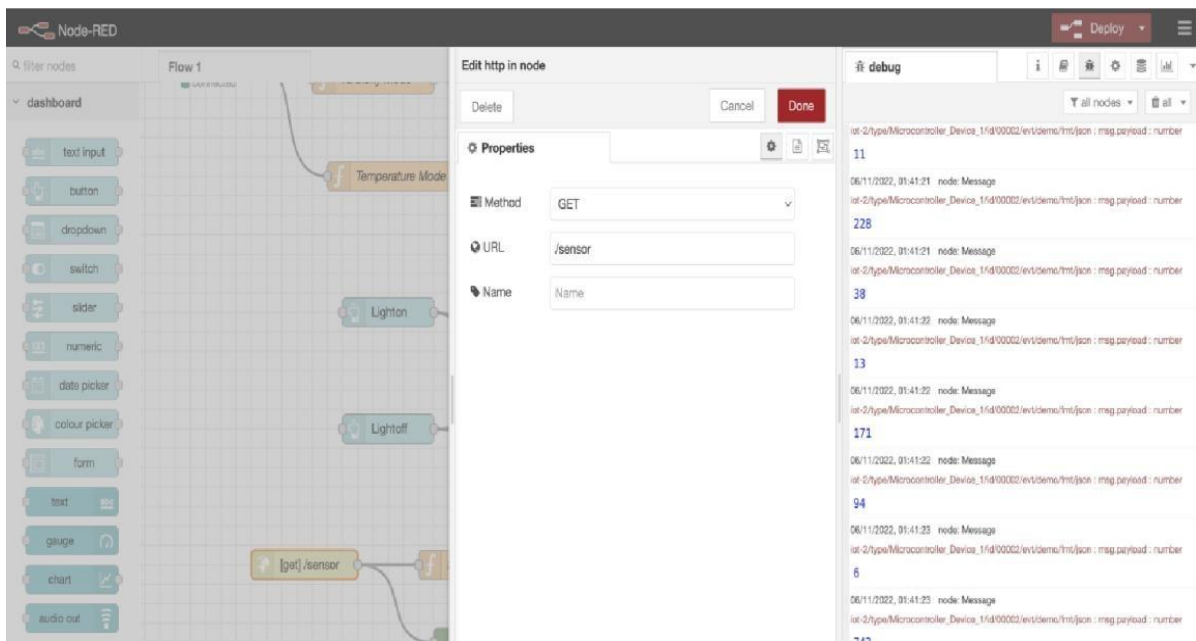 Node-RED
Deploy
filter nodes
dashboard
text input
button
dropdown
switch
slider
numeric
date picker
colour picker
form
text
abc
gauge
chart
audio out
Flow 1
Temperature Mode
Lighton
Lightoff
[get] /sensor
Edit http in node
Delete
Cancel
Done
Properties
Method
GET
URL
/sensor
Name
Name
debug
all nodes
all
iot-2/type/Microcontroller_Device_1/id/00002/evt/demo/fmt/json : msg.payload : number
11
06/11/2022, 01:41:21 node: Message
iot-2/type/Microcontroller_Device_1/id/00002/evt/demo/fmt/json : msg.payload : number
228
06/11/2022, 01:41:21 node: Message
iot-2/type/Microcontroller_Device_1/id/00002/evt/demo/fmt/json : msg.payload : number
38
06/11/2022, 01:41:22 node: Message
iot-2/type/Microcontroller_Device_1/id/00002/evt/demo/fmt/json : msg.payload : number
13
06/11/2022, 01:41:22 node: Message
iot-2/type/Microcontroller_Device_1/id/00002/evt/demo/fmt/json : msg.payload : number
171
06/11/2022, 01:41:22 node: Message
iot-2/type/Microcontroller_Device_1/id/00002/evt/demo/fmt/json : msg.payload : number
94
06/11/2022, 01:41:23 node: Message
iot-2/type/Microcontroller_Device_1/id/00002/evt/demo/fmt/json : msg.payload : number
6
06/11/2022, 01:41:23 node: Message
iot-2/type/Microcontroller_Device_1/id/00002/evt/demo/fmt/json : msg.payload : number